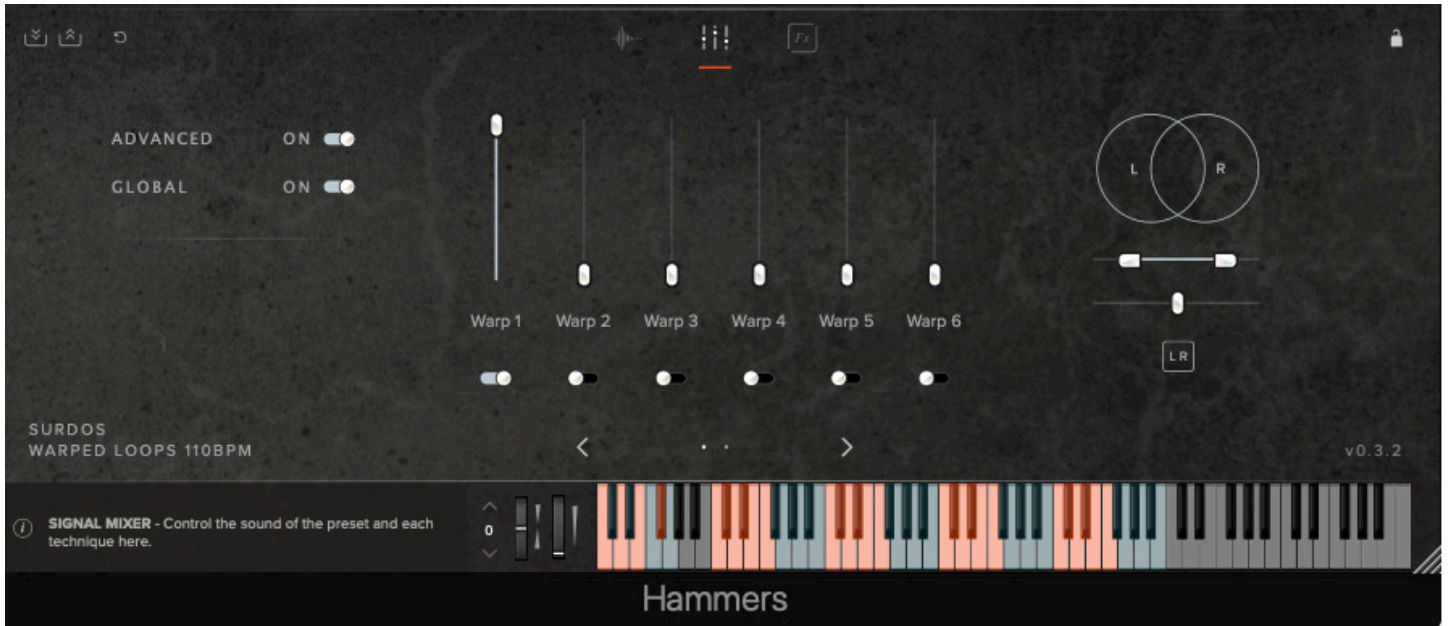 Fx
ADVANCED ON
GLOBAL ON
L R
Warp 1 Warp 2 Warp 3 Warp 4 Warp 5 Warp 6
LR
SURDOS
WARPED LOOPS 110BPM
v0.3.2
i SIGNAL MIXER - Control the sound of the preset and each
technique here.
0
Hammers